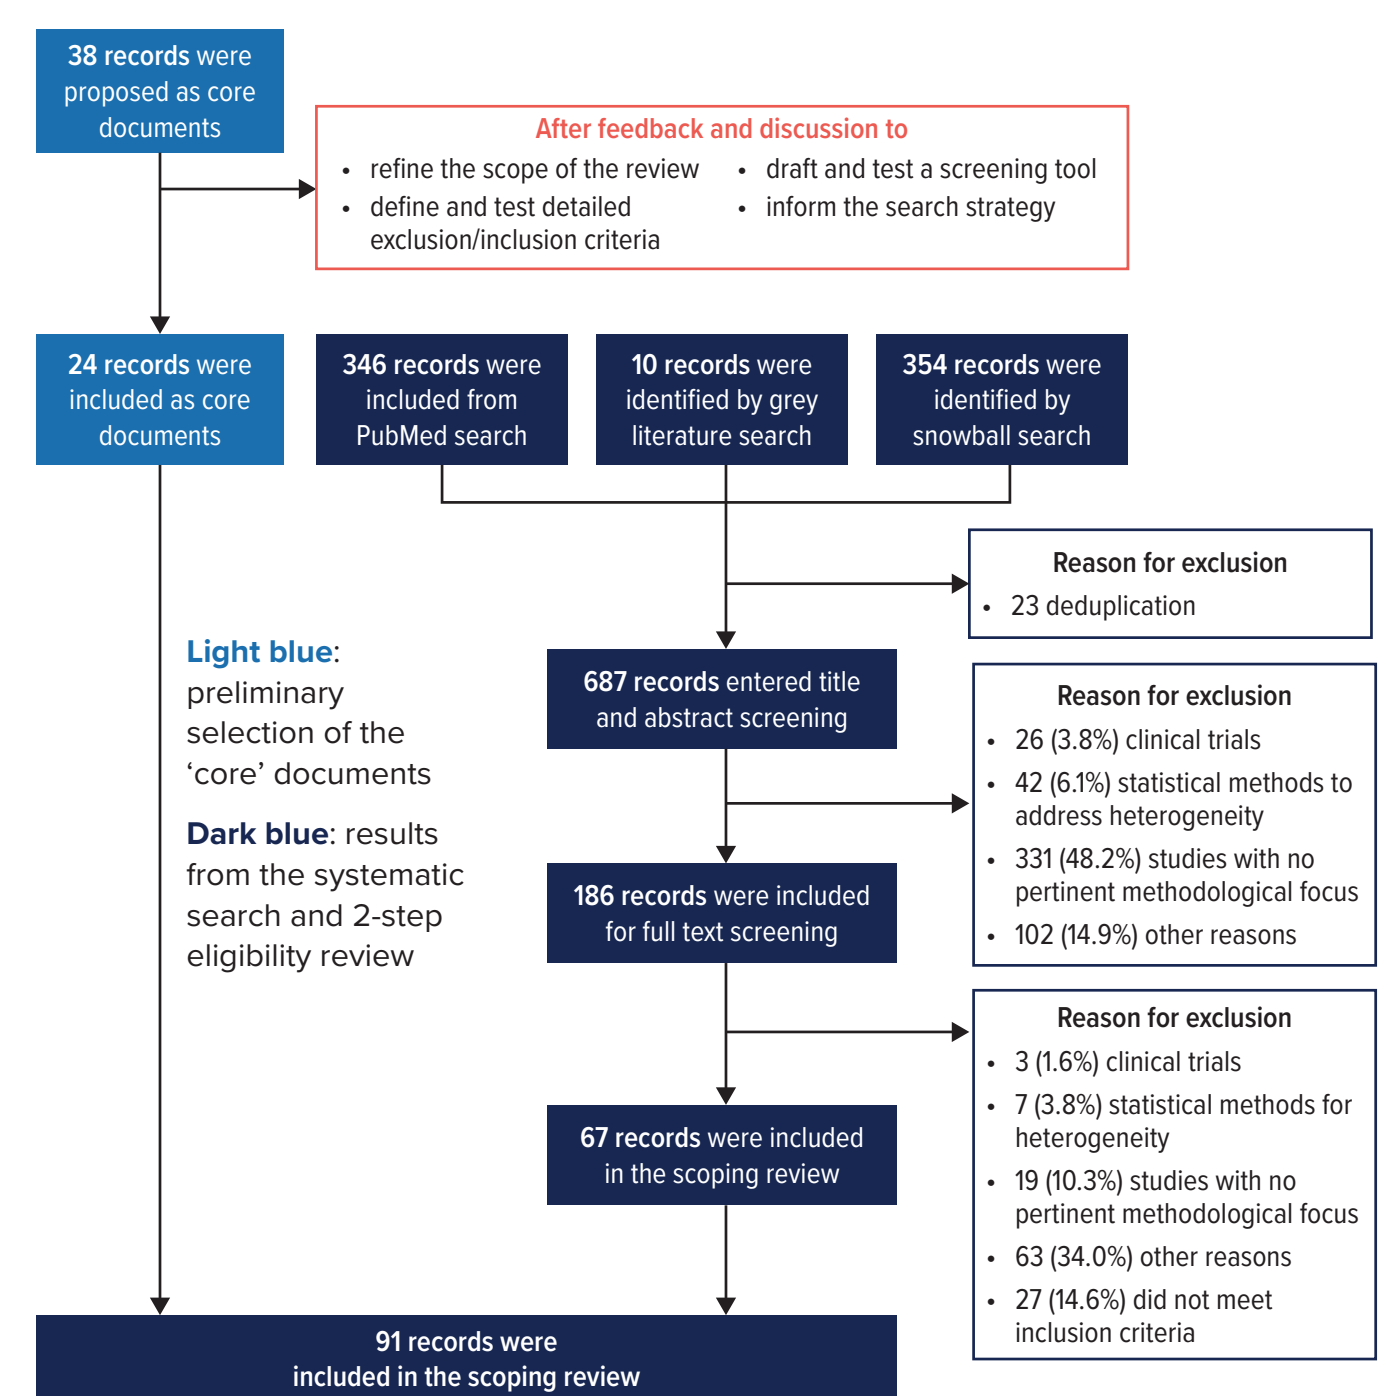 38 records were
proposed as core
documents
After feedback and discussion to
• refine the scope of the review
• define and test detailed
exclusion/inclusion criteria
• draft and test a screening tool
• inform the search strategy
24 records were
included as core
documents
346 records were
included from
PubMed search
10 records were
identified by grey
literature search
354 records were
identified by
snowball search
Reason for exclusion
• 23 deduplication
Light blue:
preliminary
selection of the
‘core’ documents
Dark blue: results
from the systematic
search and 2-step
eligibility review
687 records entered title
and abstract screening
Reason for exclusion
• 26 (3.8%) clinical trials
• 42 (6.1%) statistical methods to
address heterogeneity
• 331 (48.2%) studies with no
pertinent methodological focus
• 102 (14.9%) other reasons
186 records were included
for full text screening
Reason for exclusion
• 3 (1.6%) clinical trials
• 7 (3.8%) statistical methods for
heterogeneity
• 19 (10.3%) studies with no
pertinent methodological focus
• 63 (34.0%) other reasons
• 27 (14.6%) did not meet
inclusion criteria
67 records were included
in the scoping review
91 records were
included in the scoping review